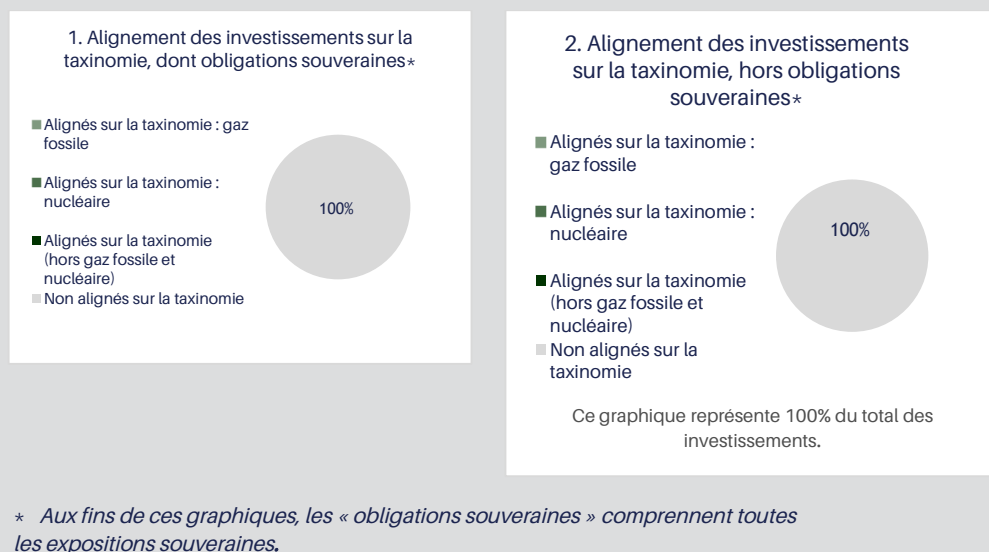 1. Alignement des investissements sur la
taxinomie, dont obligations souveraines*
Alignés sur la taxinomie : gaz
fossile
Alignés sur la taxinomie :
nucléaire
Alignés sur la taxinomie
(hors gaz fossile et
nucléaire)
Non alignés sur la taxinomie
100%
2. Alignement des investissements
sur la taxinomie, hors obligations
souveraines*
Alignés sur la taxinomie :
gaz fossile
Alignés sur la taxinomie :
nucléaire
Alignés sur la taxinomie
(hors gaz fossile et
nucléaire)
Non alignés sur la
taxinomie
100%
Ce graphique représente 100% du total des
investissements.
* Aux fins de ces graphiques, les « obligations souveraines » comprennent toutes
les expositions souveraines.